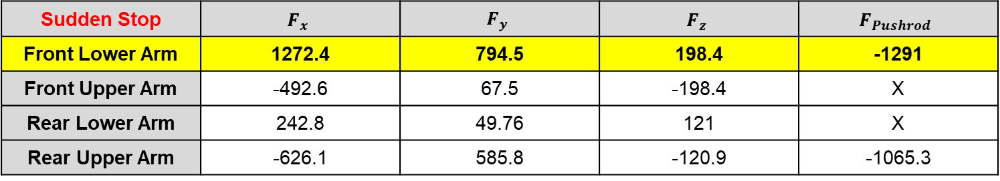 Sudden Stop F_x F_y F_z F_Pushrod
Front Lower Arm 1272.4 794.5 198.4 -1291
Front Upper Arm -492.6 67.5 -198.4 X
Rear Lower Arm 242.8 49.76 121 X
Rear Upper Arm -626.1 585.8 -120.9 -1065.3